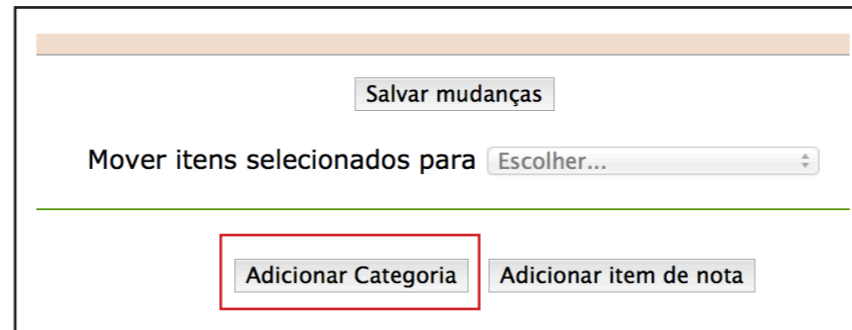 Salvar mudanças
Mover itens selecionados para Escolher...
Adicionar Categoria Adicionar item de nota